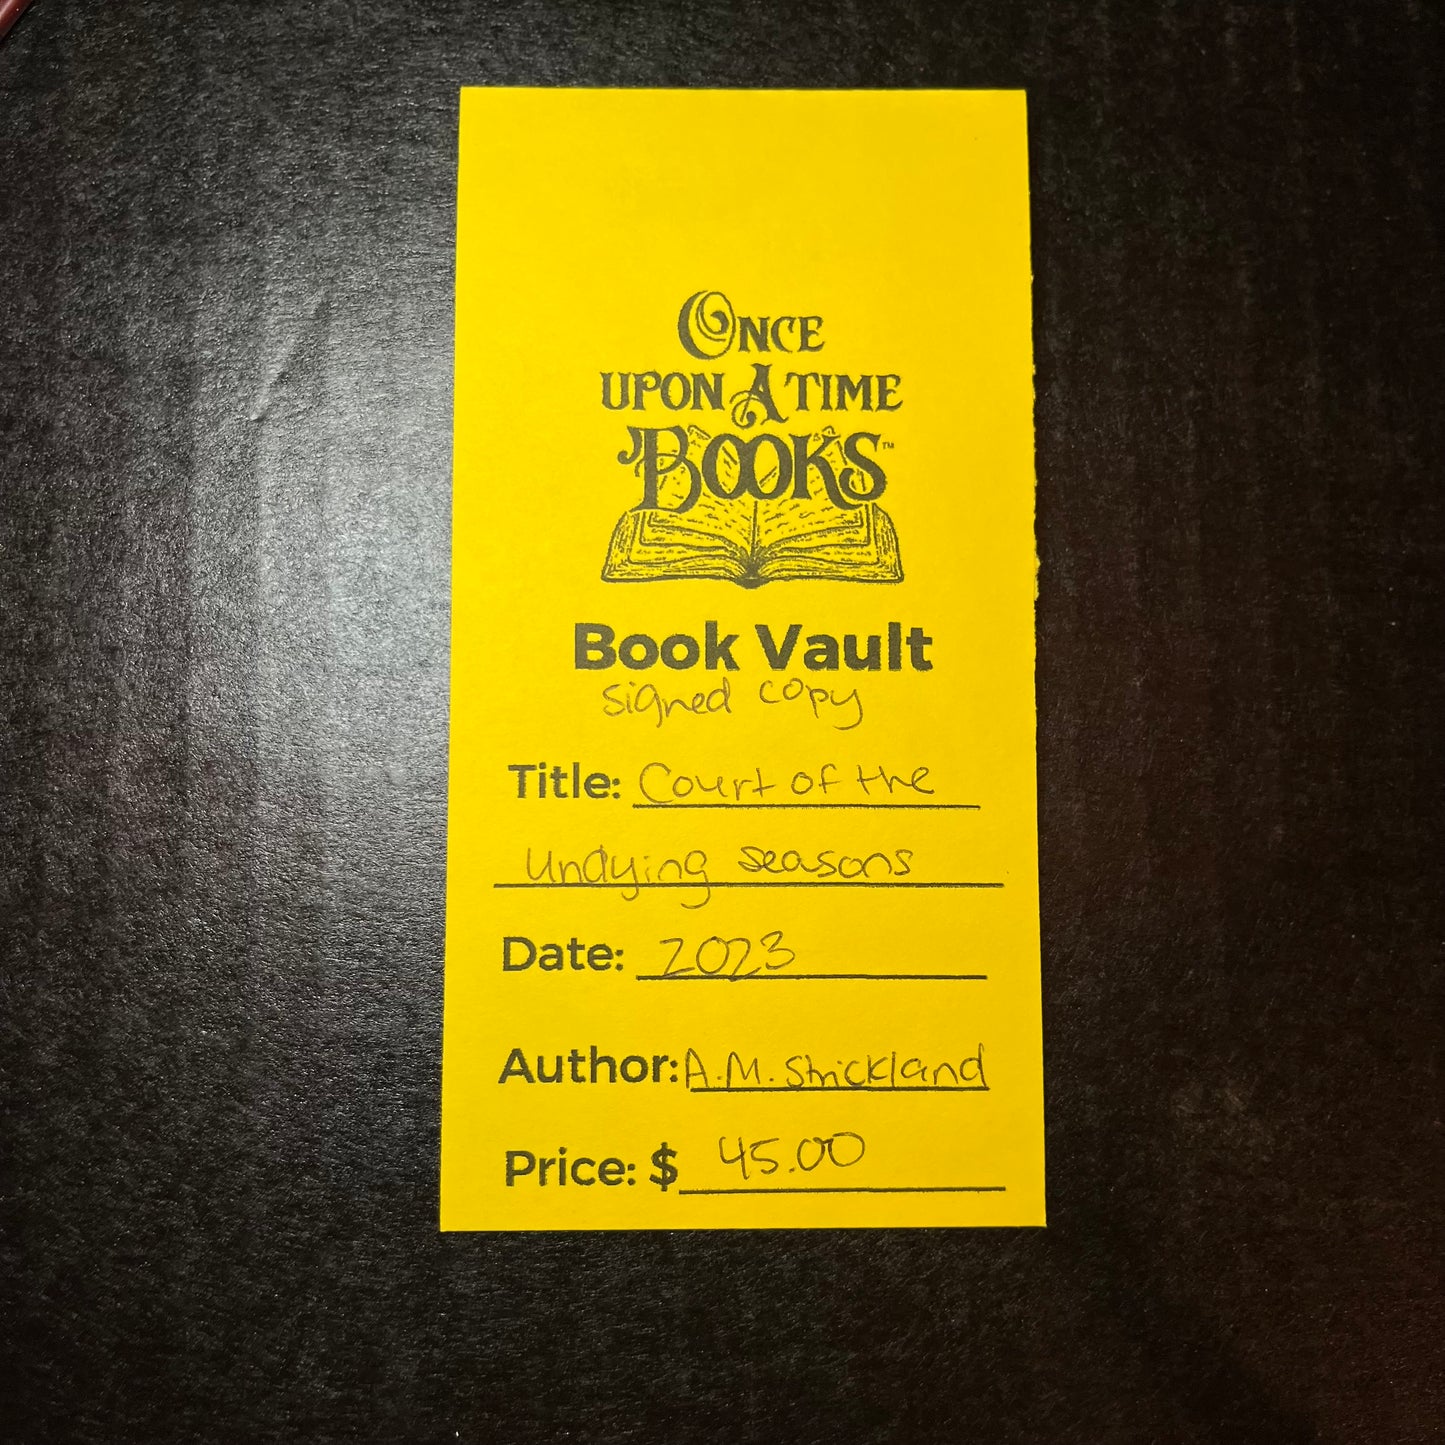 ONCE
UPON A TIME
BOOKS™
Book Vault
signed copy
Title: Court of the
undying seasons
Date: 2023
Author: A.M. Strickland
Price: $ 45.00